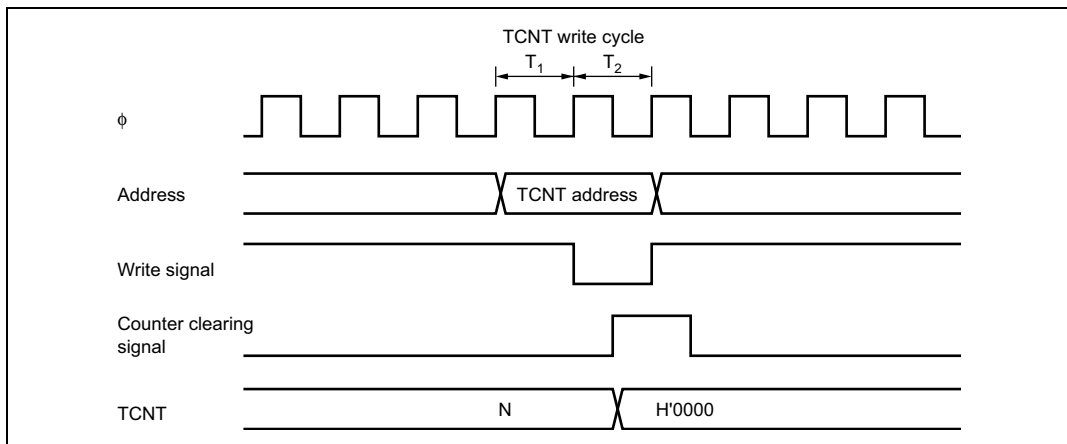 TCNT write cycle
T1 T2
ϕ
Address
TCNT address
Write signal
Counter clearing
signal
TCNT
N
H'0000